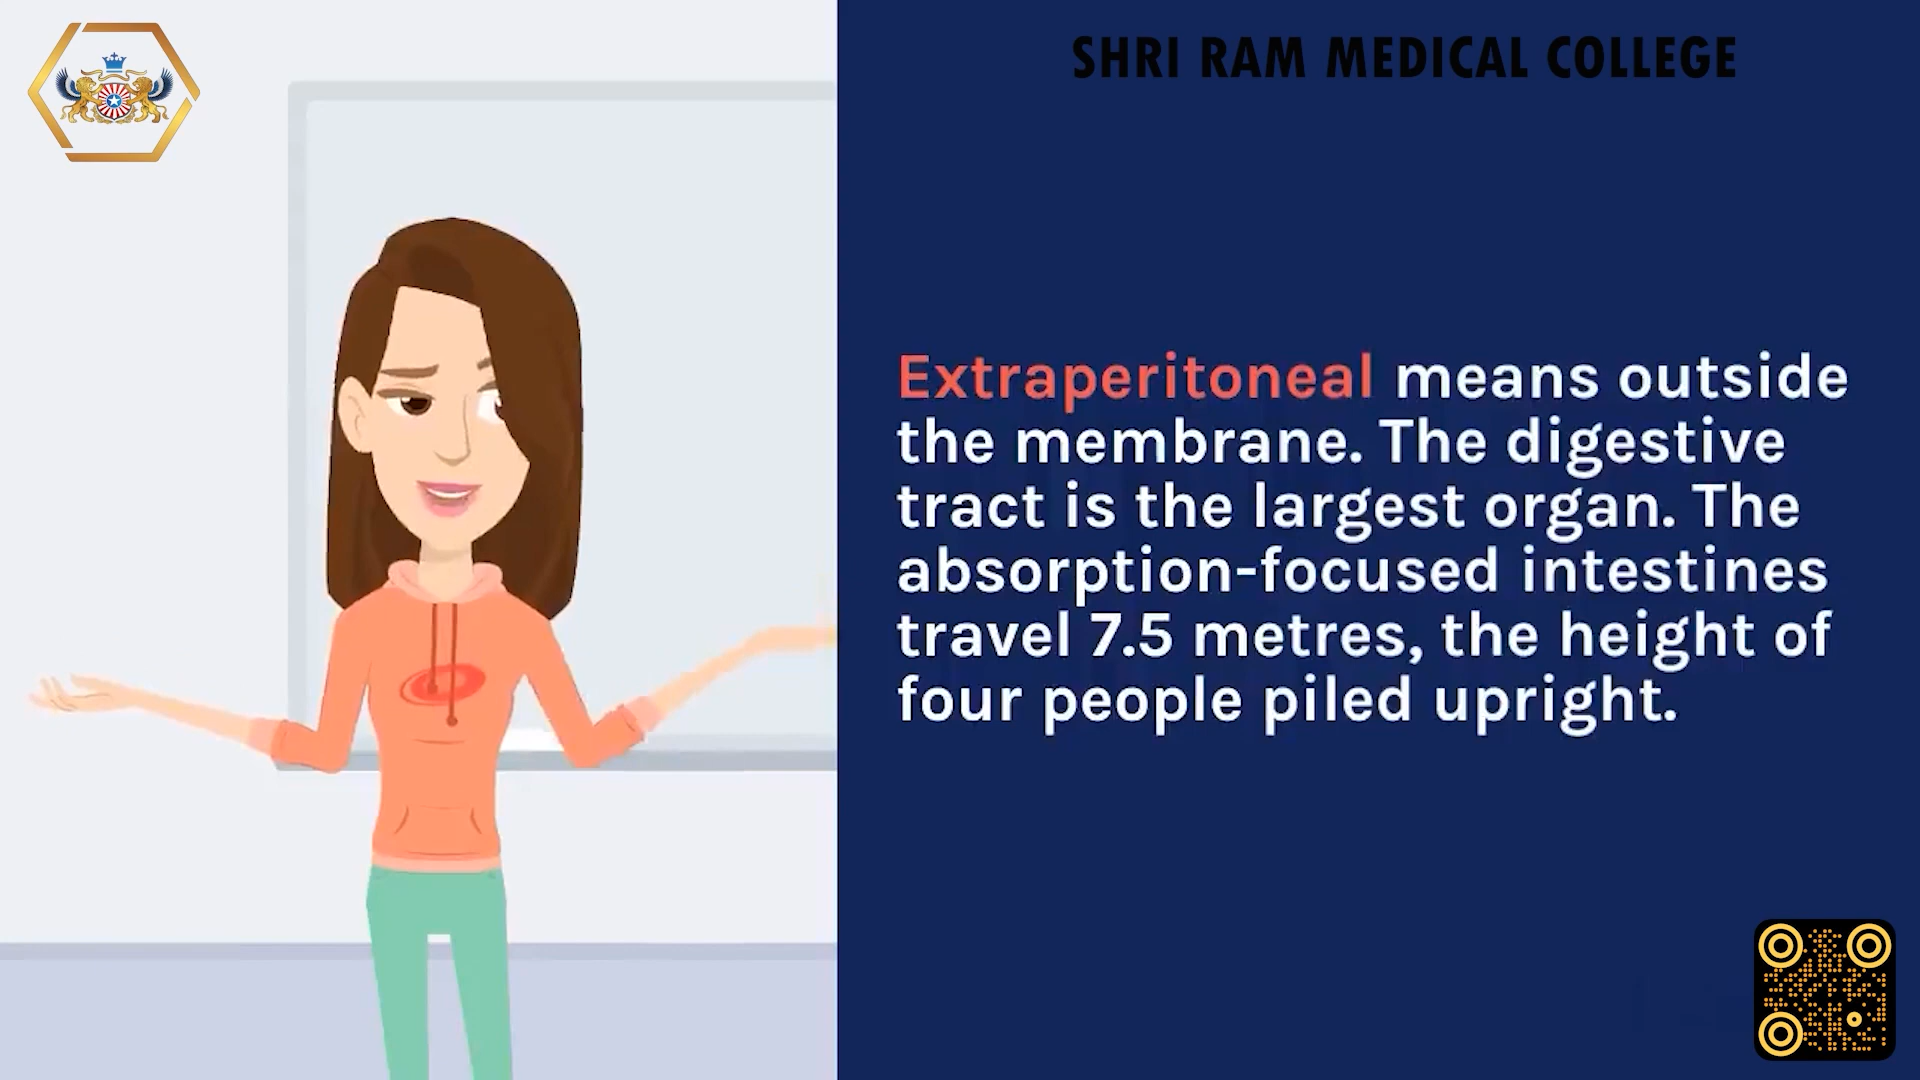 SHRI RAM MEDICAL COLLEGE
Extraperitoneal means outside
the membrane. The digestive
tract is the largest organ. The
absorption-focused intestines
travel 7.5 metres, the height of
four people piled upright.